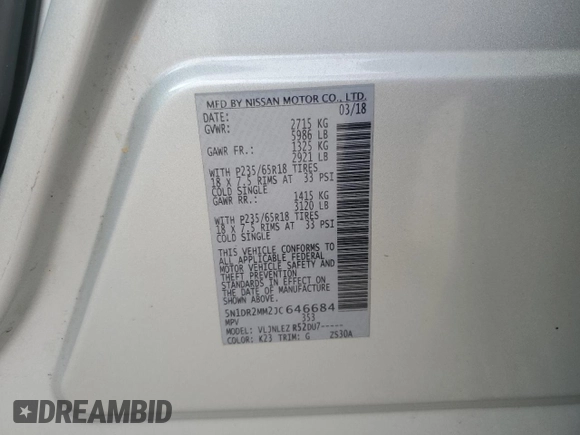 MFD BY NISSAN MOTOR CO., LTD.
DATE: 03/18
GVWR: 2715 KG
5986 LB
GAWR FR.: 1325 KG
2921 LB
WITH P235/65R18 TIRES
18 X 7.5 RIMS AT 33 PSI
COLD SINGLE
GAWR RR.: 1415 KG
3120 LB
WITH P235/65R18 TIRES
18 X 7.5 RIMS AT 33 PSI
COLD SINGLE
THIS VEHICLE CONFORMS TO
ALL APPLICABLE FEDERAL
MOTOR VEHICLE SAFETY AND
THEFT PREVENTION
STANDARDS IN EFFECT ON
THE DATE OF MANUFACTURE
SHOWN ABOVE.
5N1DR2MM2JC646684
MPV 353
MODEL: VLJNLEZ R52DU7-----
COLOR: K23 TRIM: G 2S30A
DREAMBID